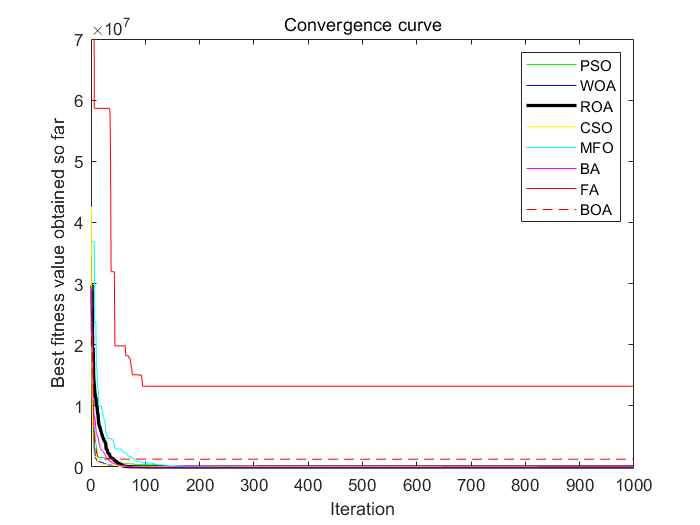 Convergence curve
×10^7
7
6
5
4
3
2
1
0
Best fitness value obtained so far
0 100 200 300 400 500 600 700 800 900 1000
Iteration
PSO
WOA
ROA
CSO
MFO
BA
FA
BOA